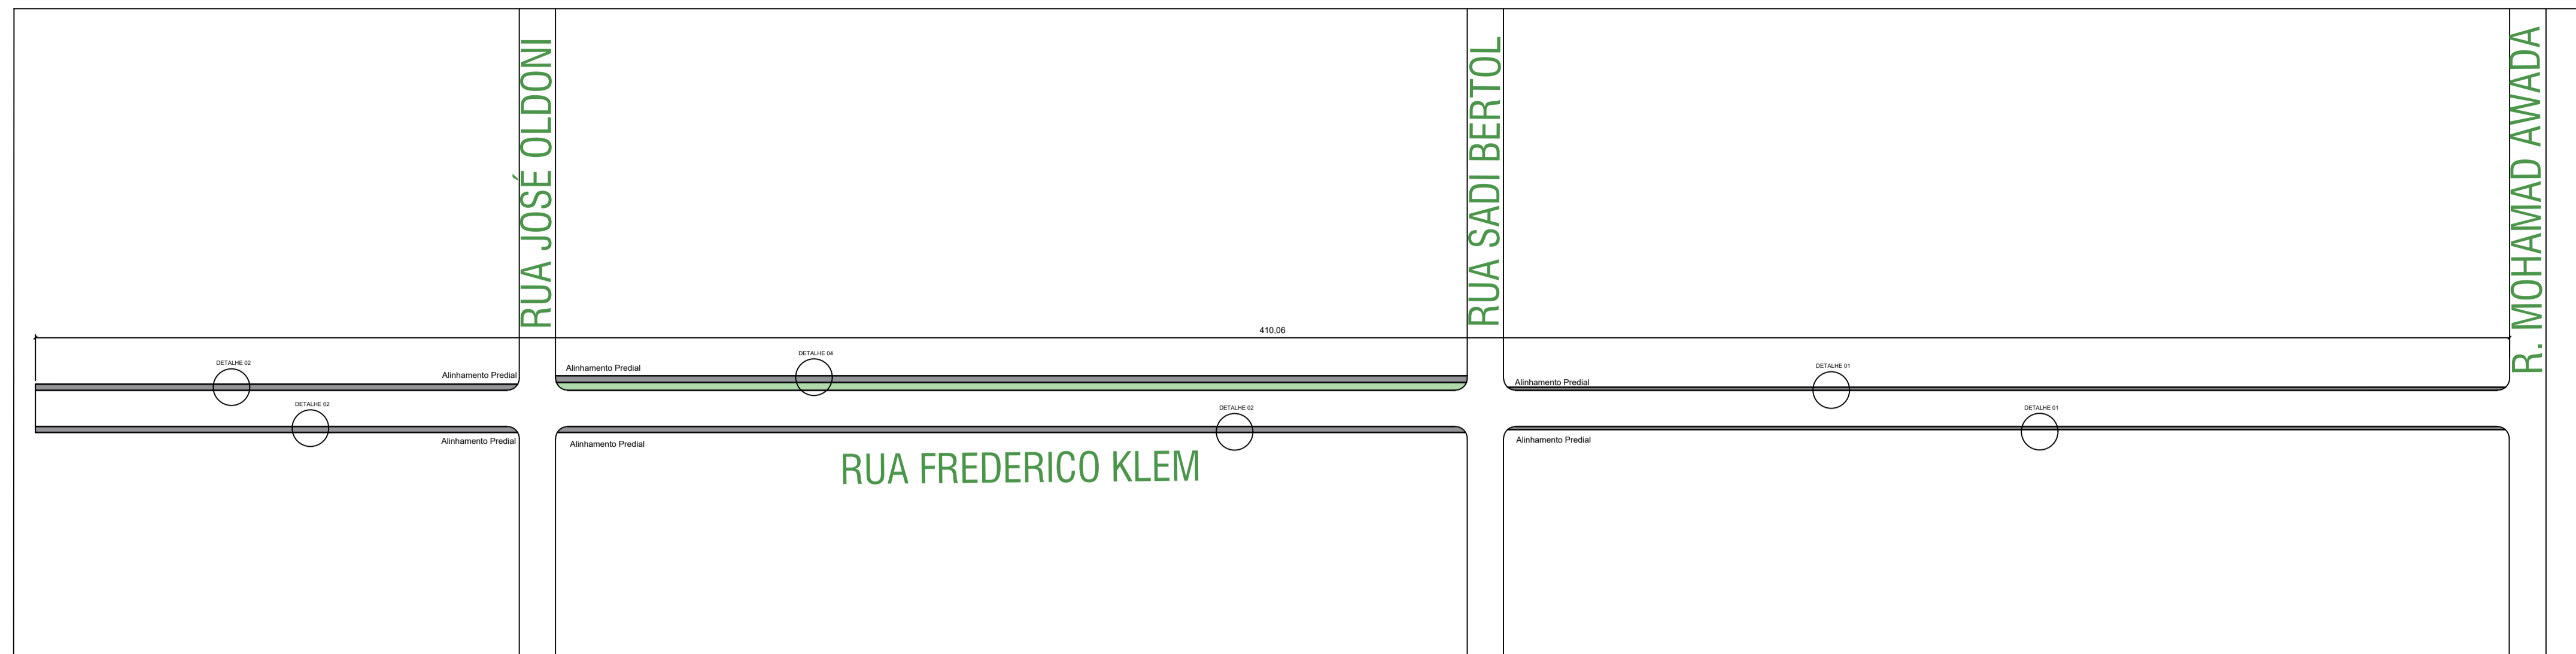 RUA JOSÉ OLDONI
RUA SADI BERTOL
R. MOHAMAD AWADA
410,06
DETALHE 02
Alinhamento Predial
Alinhamento Predial
DETALHE 04
DETALHE 01
Alinhamento Predial
DETALHE 02
Alinhamento Predial
Alinhamento Predial
DETALHE 02
DETALHE 01
Alinhamento Predial
RUA FREDERICO KLEM